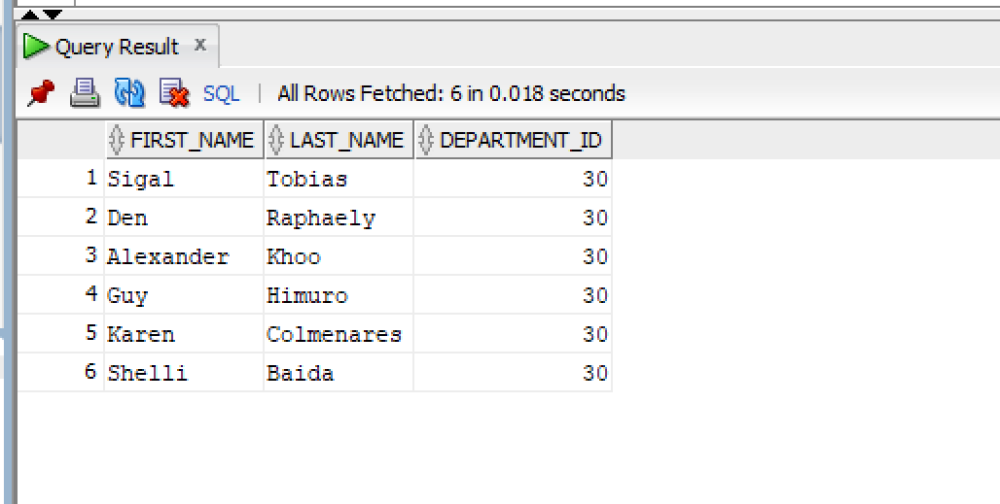 Query Result x
SQL | All Rows Fetched: 6 in 0.018 seconds
FIRST_NAME LAST_NAME DEPARTMENT_ID
1 Sigal Tobias 30
2 Den Raphaely 30
3 Alexander Khoo 30
4 Guy Himuro 30
5 Karen Colmenares 30
6 Shelli Baida 30